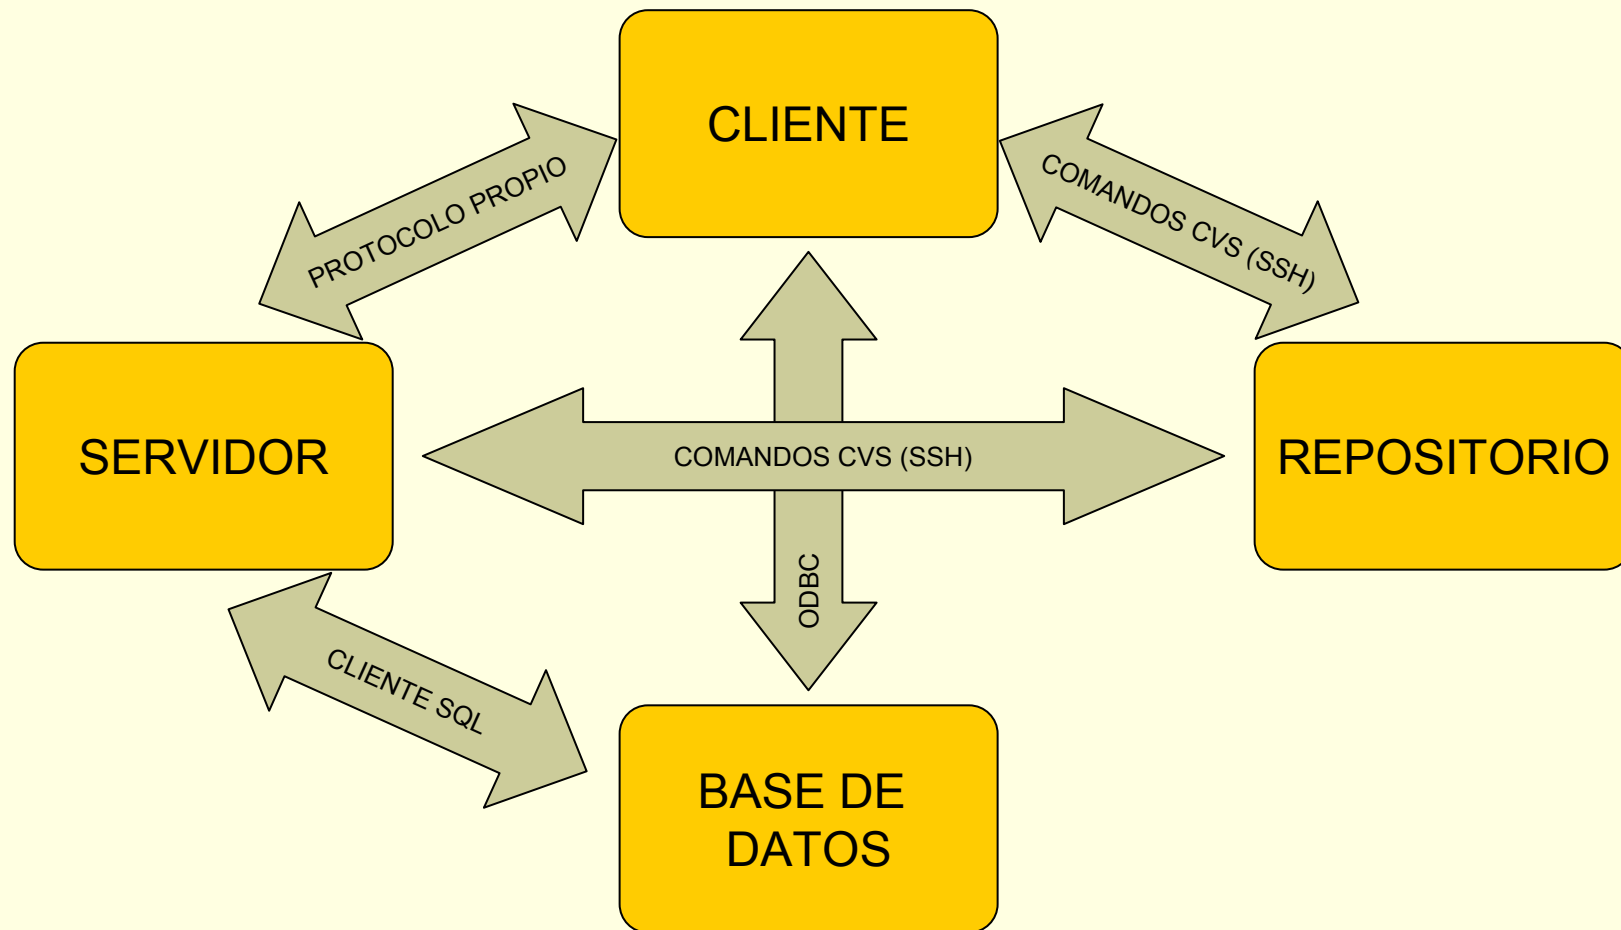 CLIENTE
PROTOCOLO PROPIO
COMANDOS CVS (SSH)
SERVIDOR
COMANDOS CVS (SSH)
REPOSITORIO
ODBC
CLIENTE SQL
BASE DE
DATOS